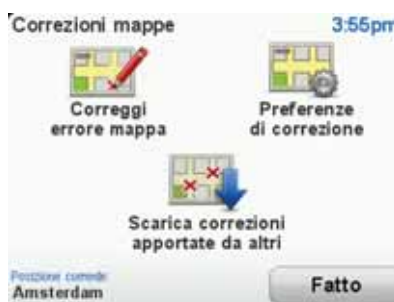 Correzioni mappe
3:55pm
Correggi
errore mappa
Preferenze
di correzione
Scarica correzioni
apportate da altri
Posizione corrente
Amsterdam
Fatto